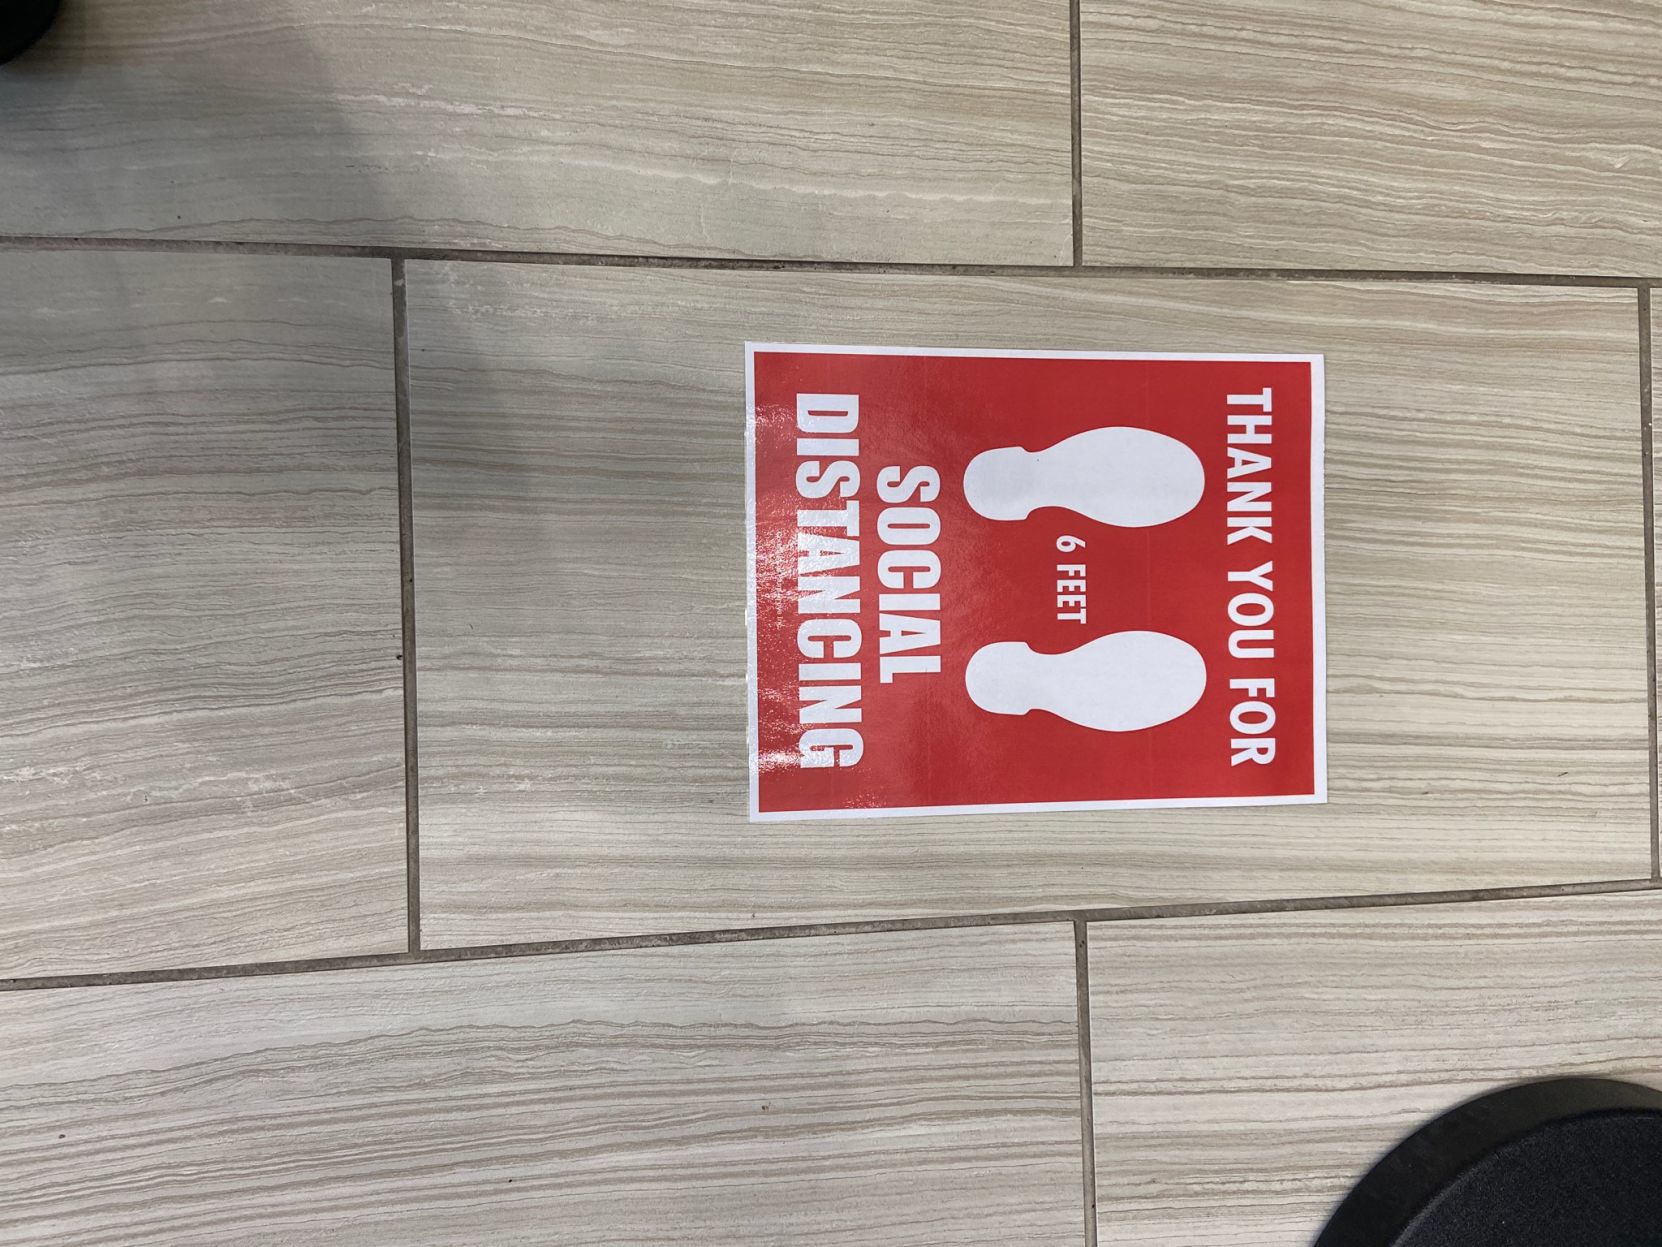 THANK YOU FOR
6 FEET
SOCIAL
DISTANCING